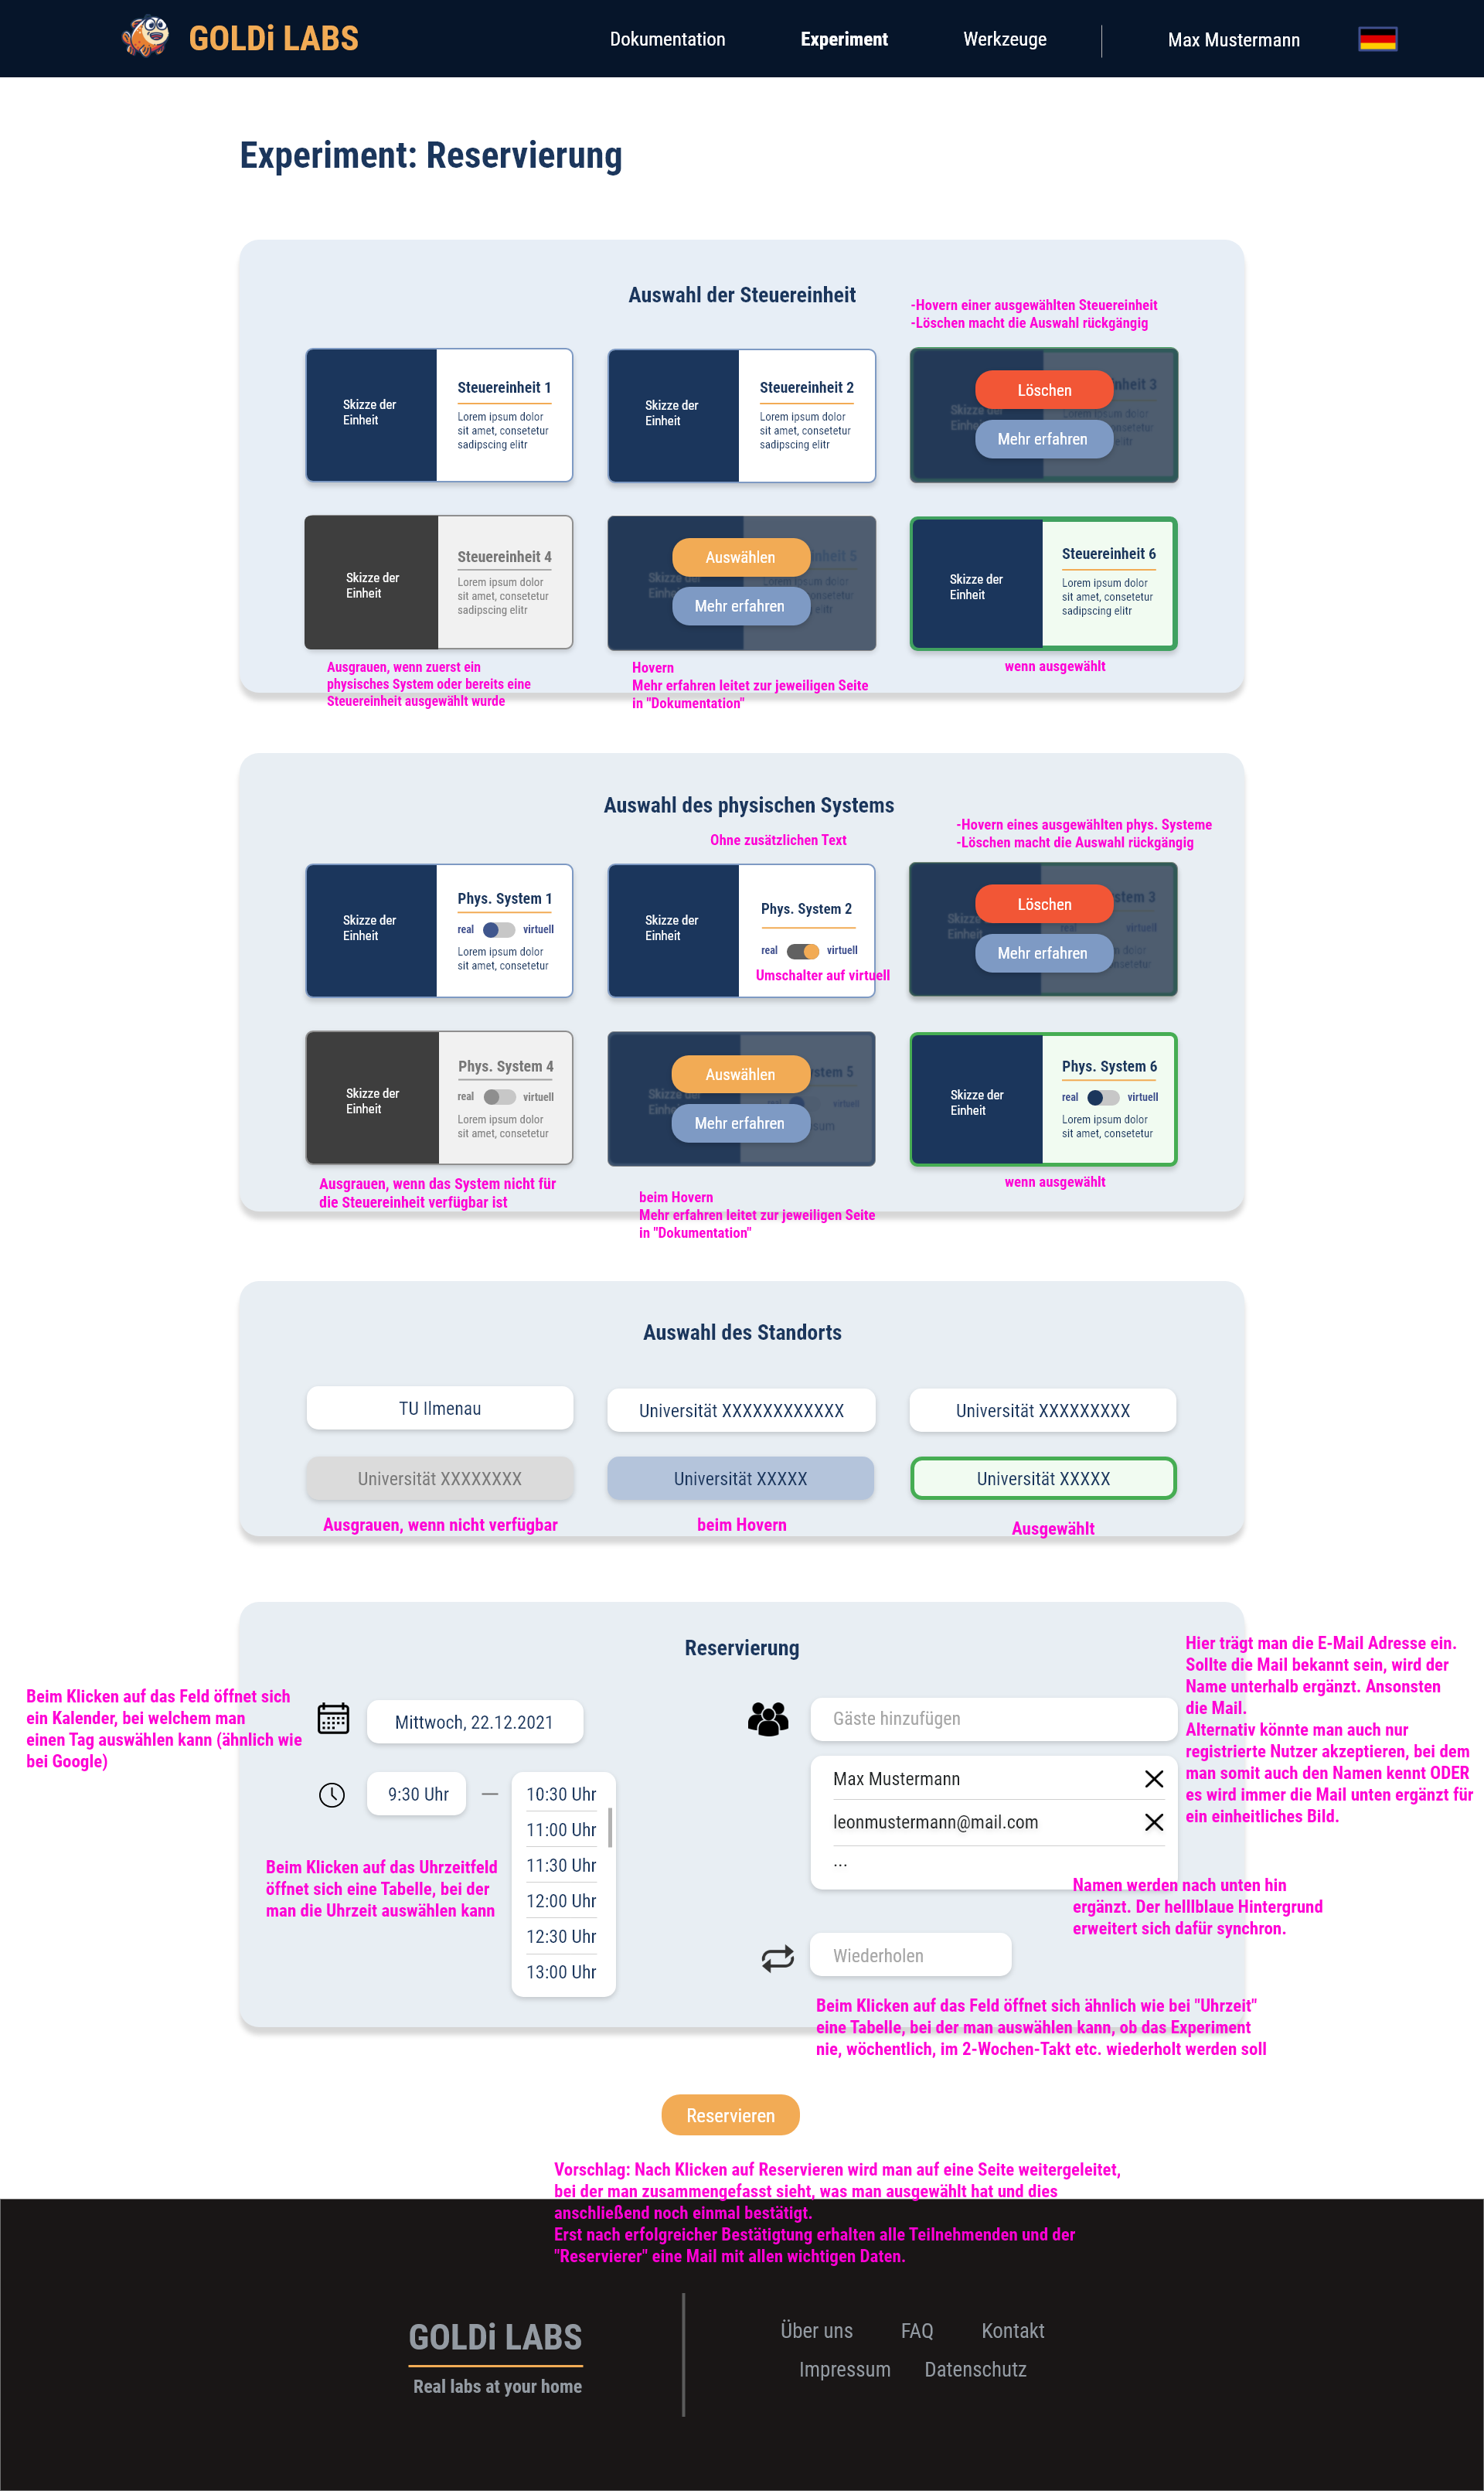 GOLDi LABS
Dokumentation
Experiment
Werkzeuge
Max Mustermann
Experiment: Reservierung
Auswahl der Steuereinheit
-Hovern einer ausgewählten Steuereinheit
-Löschen macht die Auswahl rückgängig
Skizze der
Einheit
Steuereinheit 1
Lorem ipsum dolor
sit amet, consetetur
sadipscing elitr
Skizze der
Einheit
Steuereinheit 2
Lorem ipsum dolor
sit amet, consetetur
sadipscing elitr
Löschen
Mehr erfahren
Skizze der
Einheit
Steuereinheit 4
Lorem ipsum dolor
sit amet, consetetur
sadipscing elitr
Auswählen
Mehr erfahren
Skizze der
Einheit
Steuereinheit 6
Lorem ipsum dolor
sit amet, consetetur
sadipscing elitr
Ausgrauen, wenn zuerst ein
physisches System oder bereits eine
Steuereinheit ausgewählt wurde
Hovern
Mehr erfahren leitet zur jeweiligen Seite
in "Dokumentation"
wenn ausgewählt
Auswahl des physischen Systems
Ohne zusätzlichen Text
-Hovern eines ausgewählten phys. Systeme
-Löschen macht die Auswahl rückgängig
Skizze der
Einheit
Phys. System 1
real virtuell
Lorem ipsum dolor
sit amet, consetetur
Skizze der
Einheit
Phys. System 2
real virtuell
Umschalter auf virtuell
Löschen
Mehr erfahren
Skizze der
Einheit
Phys. System 4
real virtuell
Lorem ipsum dolor
sit amet, consetetur
Auswählen
Mehr erfahren
Skizze der
Einheit
Phys. System 6
real virtuell
Lorem ipsum dolor
sit amet, consetetur
Ausgrauen, wenn das System nicht für
die Steuereinheit verfügbar ist
beim Hovern
Mehr erfahren leitet zur jeweiligen Seite
in "Dokumentation"
wenn ausgewählt
Auswahl des Standorts
TU Ilmenau
Universität XXXXXXXXXXXX
Universität XXXXXXXXX
Universität XXXXXXXX
Universität XXXXX
Universität XXXXX
Ausgrauen, wenn nicht verfügbar
beim Hovern
Ausgewählt
Reservierung
Beim Klicken auf das Feld öffnet sich
ein Kalender, bei welchem man
einen Tag auswählen kann (ähnlich wie
bei Google)
Mittwoch, 22.12.2021
9:30 Uhr
10:30 Uhr
11:00 Uhr
11:30 Uhr
12:00 Uhr
12:30 Uhr
13:00 Uhr
Beim Klicken auf das Uhrzeitfeld
öffnet sich eine Tabelle, bei der
man die Uhrzeit auswählen kann
Gäste hinzufügen
Max Mustermann
leonmustermann@mail.com
...
Hier trägt man die E-Mail Adresse ein.
Sollte die Mail bekannt sein, wird der
Name unterhalb ergänzt. Ansonsten
die Mail.
Alternativ könnte man auch nur
registrierte Nutzer akzeptieren, bei dem
man somit auch den Namen kennt ODER
es wird immer die Mail unten ergänzt für
ein einheitliches Bild.
Namen werden nach unten hin
ergänzt. Der helllblaue Hintergrund
erweitert sich dafür synchron.
Wiederholen
Beim Klicken auf das Feld öffnet sich ähnlich wie bei "Uhrzeit"
eine Tabelle, bei der man auswählen kann, ob das Experiment
nie, wöchentlich, im 2-Wochen-Takt etc. wiederholt werden soll
Reservieren
Vorschlag: Nach Klicken auf Reservieren wird man auf eine Seite weitergeleitet,
bei der man zusammengefasst sieht, was man ausgewählt hat und dies
anschließend noch einmal bestätigt.
Erst nach erfolgreicher Bestätigtung erhalten alle Teilnehmenden und der
"Reservierer" eine Mail mit allen wichtigen Daten.
GOLDi LABS
Real labs at your home
Über uns
FAQ
Kontakt
Impressum
Datenschutz